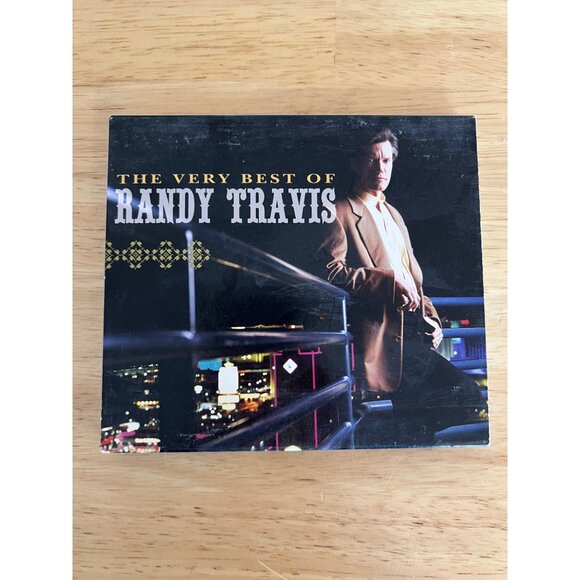 THE VERY BEST OF
RANDY TRAVIS